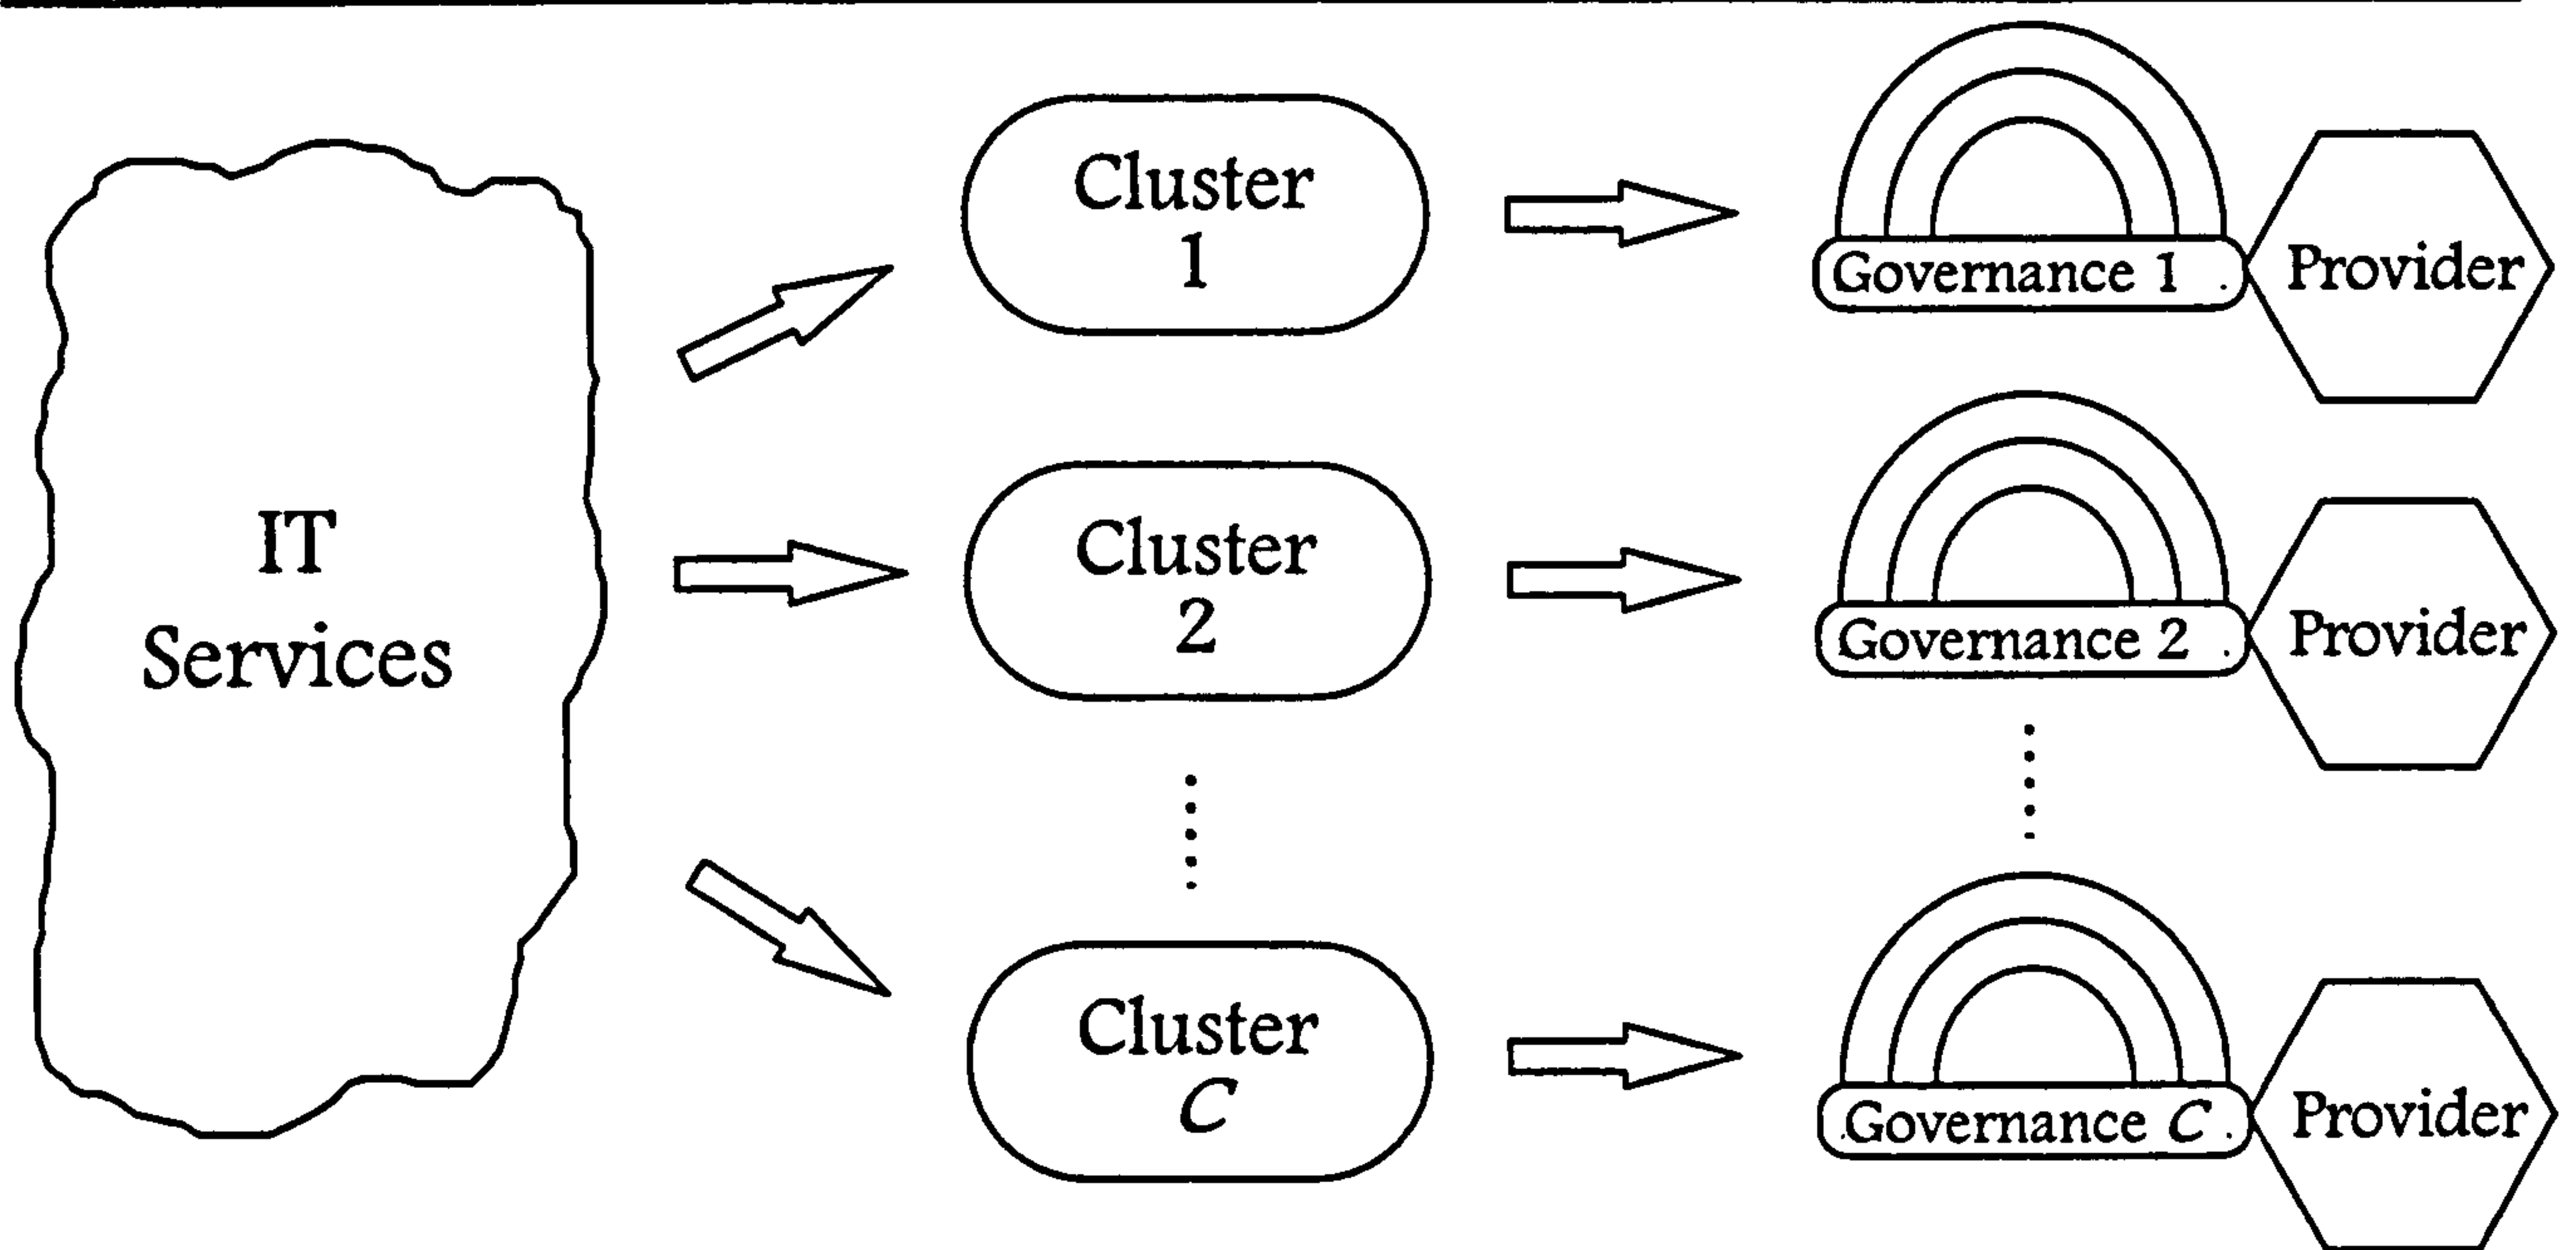 IT
Services
Cluster
1
Governance 1
Provider
Cluster
2
Governance 2
Provider
Cluster
C
Governance C
Provider